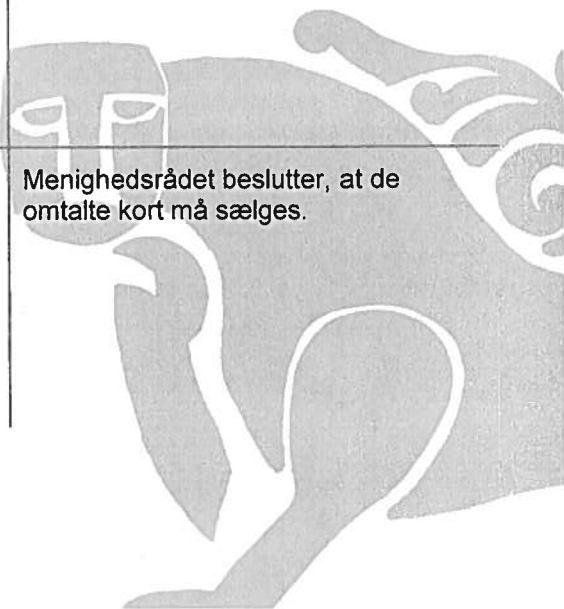 Menighedsrådet beslutter, at de
omtalte kort må sælges.